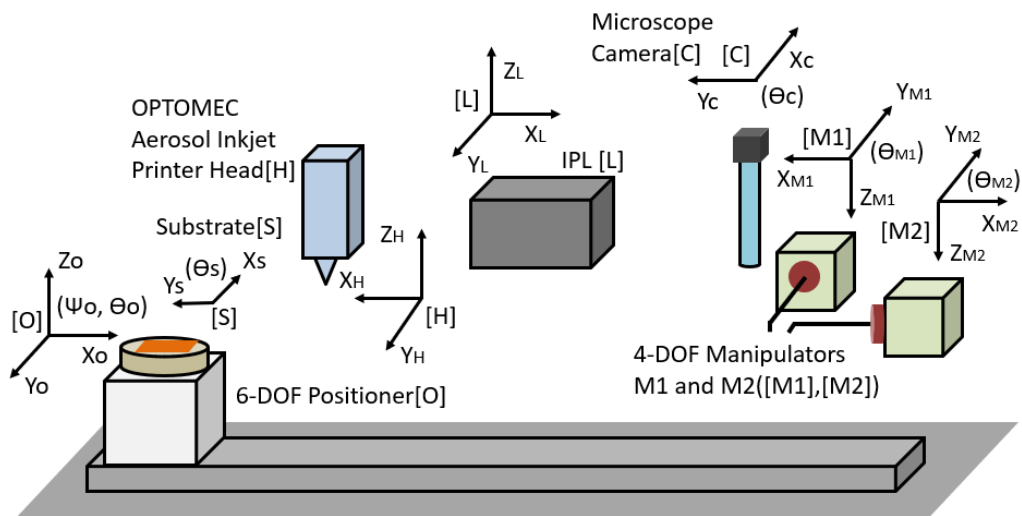 Microscope
Camera[C]
[C]
Xc
Yc
(Θc)
ZL
[L]
XL
YL
IPL [L]
OPTOMEC
Aerosol Inkjet
Printer Head[H]
YM1
[M1]
(ΘM1)
XM1
ZM1
YM2
(ΘM2)
XM2
[M2]
ZM2
Substrate[S]
(Θs)
Xs
Ys
[S]
ZH
XH
[H]
YH
Zo
(Ψo, Θo)
[O]
Xo
Yo
6-DOF Positioner[O]
4-DOF Manipulators
M1 and M2([M1],[M2])